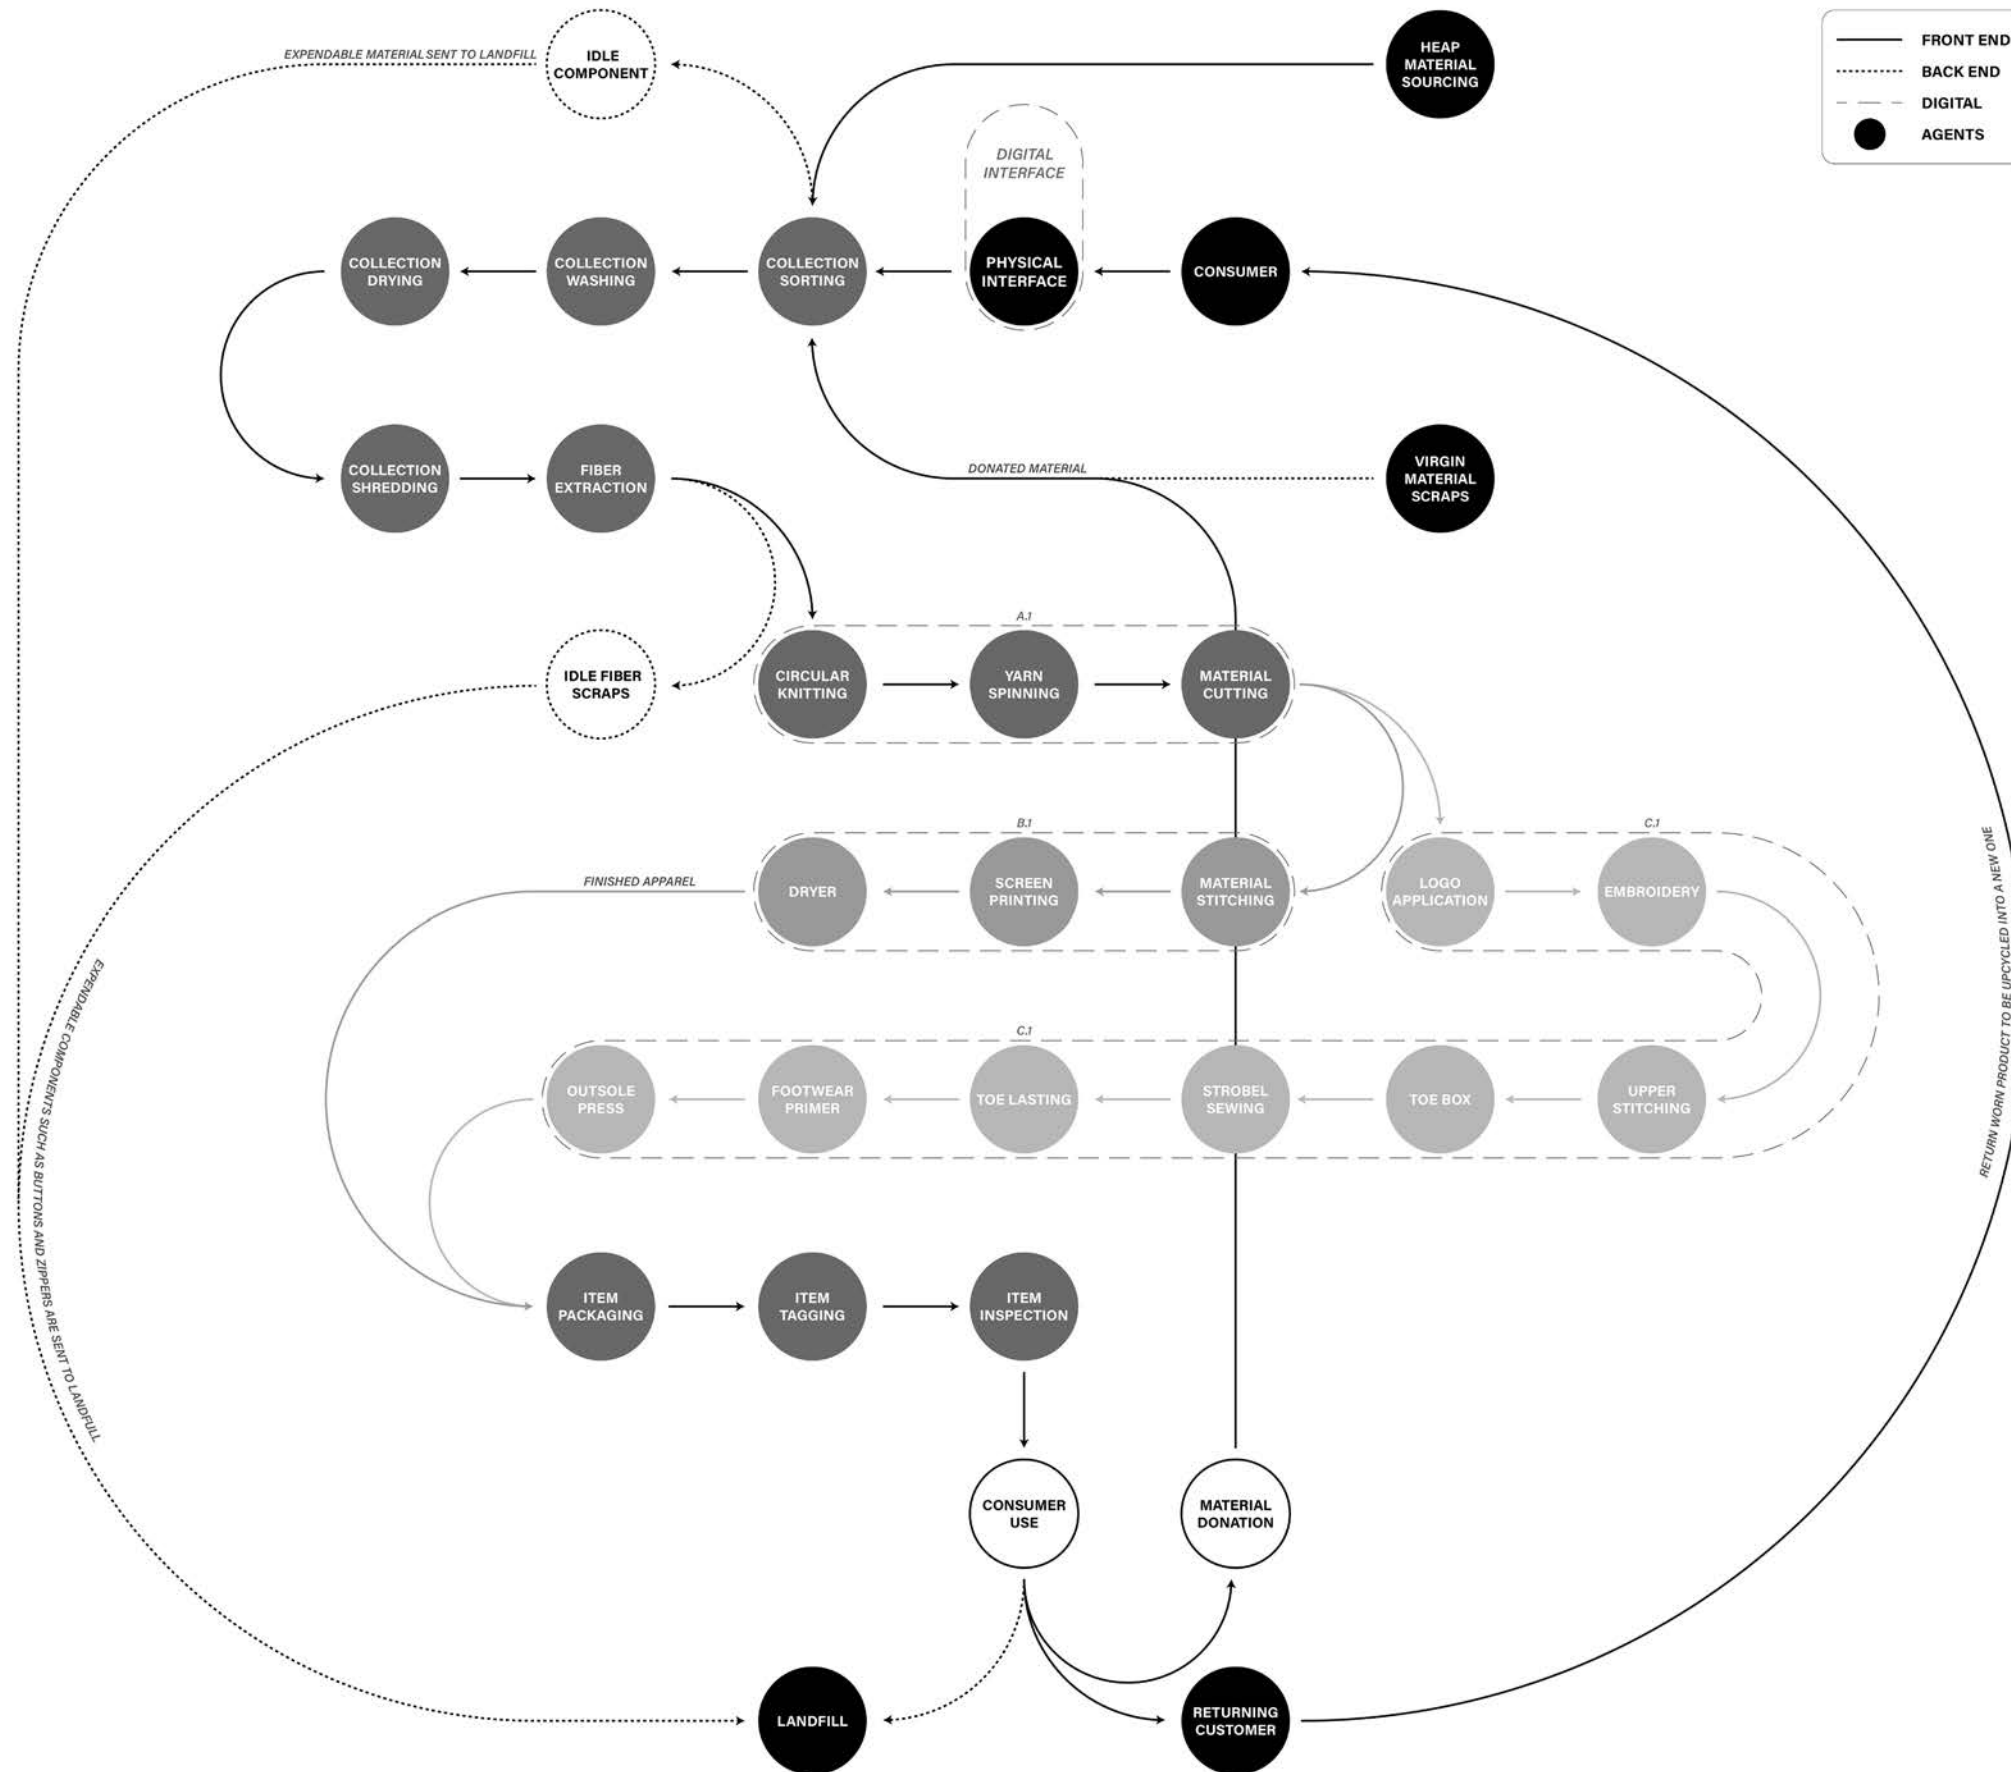 EXPENDABLE MATERIAL SENT TO LANDFILL
IDLE
COMPONENT
HEAP
MATERIAL
SOURCING
FRONT END
BACK END
DIGITAL
AGENTS
DIGITAL
INTERFACE
COLLECTION
DRYING
COLLECTION
WASHING
COLLECTION
SORTING
PHYSICAL
INTERFACE
CONSUMER
COLLECTION
SHREDDING
FIBER
EXTRACTION
DONATED MATERIAL
VIRGIN
MATERIAL
SCRAPS
A.1
IDLE FIBER
SCRAPS
CIRCULAR
KNITTING
YARN
SPINNING
MATERIAL
CUTTING
B.1
C.1
FINISHED APPAREL
DRYER
SCREEN
PRINTING
MATERIAL
STITCHING
LOGO
APPLICATION
EMBROIDERY
RETURN WORN PRODUCT TO BE UPCYCLED INTO A NEW ONE
EXPENDABLE COMPONENTS SUCH AS BUTTONS AND ZIPPERS ARE SENT TO LANDFULL
C.1
OUTSOLE
PRESS
FOOTWEAR
PRIMER
TOE LASTING
STROBEL
SEWING
TOE BOX
UPPER
STITCHING
ITEM
PACKAGING
ITEM
TAGGING
ITEM
INSPECTION
CONSUMER
USE
MATERIAL
DONATION
LANDFILL
RETURNING
CUSTOMER